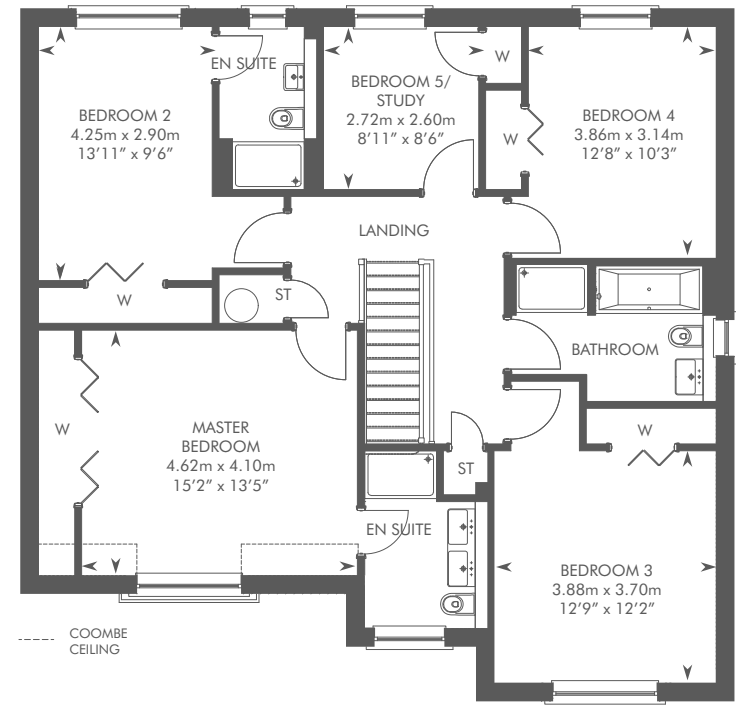 EN SUITE
W
BEDROOM 5/
STUDY
2.72m x 2.60m
8’11” x 8’6”
BEDROOM 2
4.25m x 2.90m
13’11” x 9’6”
BEDROOM 4
3.86m x 3.14m
12’8” x 10’3”
W
LANDING
ST
W
BATHROOM
MASTER
BEDROOM
4.62m x 4.10m
15’2” x 13’5”
W
W
ST
EN SUITE
BEDROOM 3
3.88m x 3.70m
12’9” x 12’2”
COOMBE
CEILING